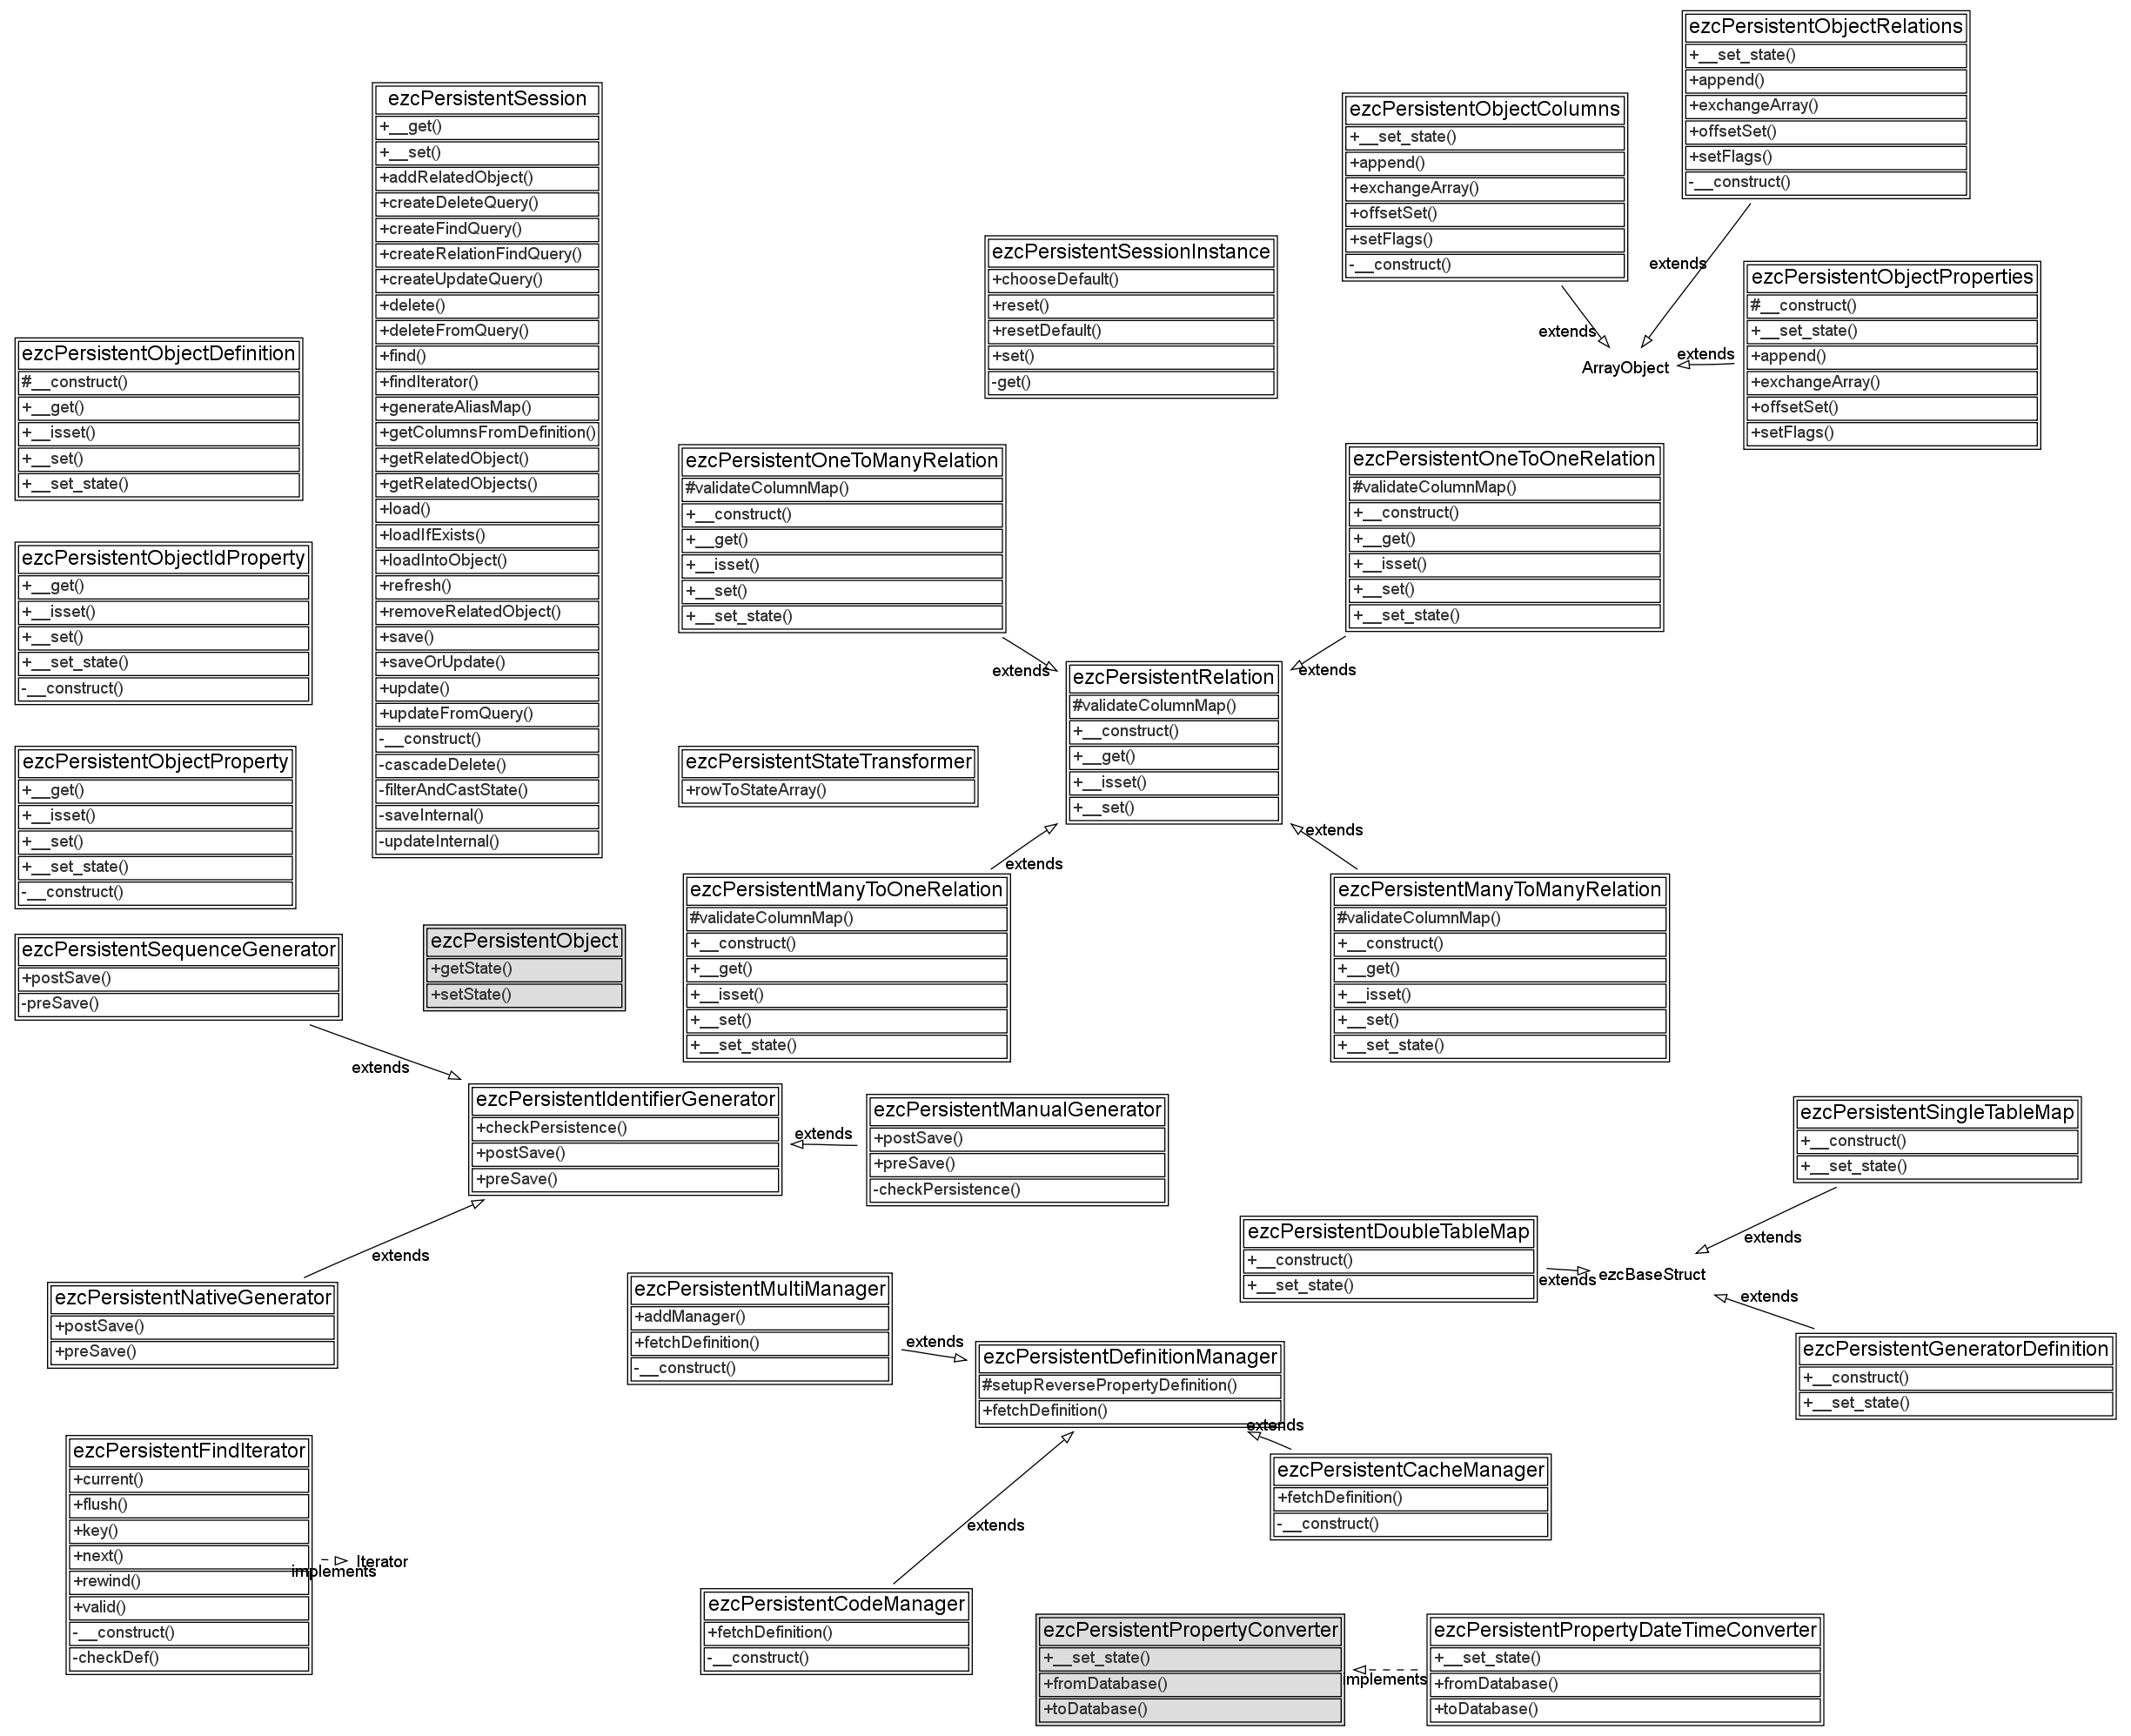 ezcPersistentObjectRelations
+__set_state()
+append()
+exchangeArray()
+offsetSet()
+setFlags()
-__construct()
ezcPersistentSession
+__get()
+__set()
+addRelatedObject()
+createDeleteQuery()
+createFindQuery()
+createRelationFindQuery()
+createUpdateQuery()
+delete()
+deleteFromQuery()
+find()
+findIterator()
+generateAliasMap()
+getColumnsFromDefinition()
+getRelatedObject()
+getRelatedObjects()
+load()
+loadIfExists()
+loadIntoObject()
+refresh()
+removeRelatedObject()
+save()
+saveOrUpdate()
+update()
+updateFromQuery()
-__construct()
-cascadeDelete()
-filterAndCastState()
-saveInternal()
-updateInternal()
ezcPersistentObjectColumns
+__set_state()
+append()
+exchangeArray()
+offsetSet()
+setFlags()
-__construct()
ezcPersistentSessionInstance
+chooseDefault()
+reset()
+resetDefault()
+set()
-get()
extends
ezcPersistentObjectProperties
#__construct()
+__set_state()
+append()
+exchangeArray()
+offsetSet()
+setFlags()
extends
extends
ArrayObject
ezcPersistentObjectDefinition
#__construct()
+__get()
+__isset()
+__set()
+__set_state()
ezcPersistentOneToManyRelation
#validateColumnMap()
+__construct()
+__get()
+__isset()
+__set()
+__set_state()
ezcPersistentOneToOneRelation
#validateColumnMap()
+__construct()
+__get()
+__isset()
+__set()
+__set_state()
ezcPersistentObjectIdProperty
+__get()
+__isset()
+__set()
+__set_state()
-__construct()
extends
extends
ezcPersistentRelation
#validateColumnMap()
+__construct()
+__get()
+__isset()
+__set()
ezcPersistentObjectProperty
+__get()
+__isset()
+__set()
+__set_state()
-__construct()
ezcPersistentStateTransformer
+rowToStateArray()
extends
extends
ezcPersistentManyToOneRelation
#validateColumnMap()
+__construct()
+__get()
+__isset()
+__set()
+__set_state()
ezcPersistentManyToManyRelation
#validateColumnMap()
+__construct()
+__get()
+__isset()
+__set()
+__set_state()
ezcPersistentSequenceGenerator
+postSave()
-preSave()
ezcPersistentObject
+getState()
+setState()
extends
ezcPersistentIdentifierGenerator
+checkPersistence()
+postSave()
+preSave()
extends
ezcPersistentManualGenerator
+postSave()
+preSave()
-checkPersistence()
ezcPersistentSingleTableMap
+__construct()
+__set_state()
extends
extends
ezcPersistentDoubleTableMap
+__construct()
+__set_state()
extends
ezcBaseStruct
extends
ezcPersistentNativeGenerator
+postSave()
+preSave()
ezcPersistentMultiManager
+addManager()
+fetchDefinition()
-__construct()
extends
ezcPersistentDefinitionManager
#setupReversePropertyDefinition()
+fetchDefinition()
ezcPersistentGeneratorDefinition
+__construct()
+__set_state()
extends
ezcPersistentFindIterator
+current()
+flush()
+key()
+next()
+rewind()
+valid()
-__construct()
-checkDef()
implements
Iterator
ezcPersistentCacheManager
+fetchDefinition()
-__construct()
extends
ezcPersistentCodeManager
+fetchDefinition()
-__construct()
ezcPersistentPropertyConverter
+__set_state()
+fromDatabase()
+toDatabase()
implements
ezcPersistentPropertyDateTimeConverter
+__set_state()
+fromDatabase()
+toDatabase()